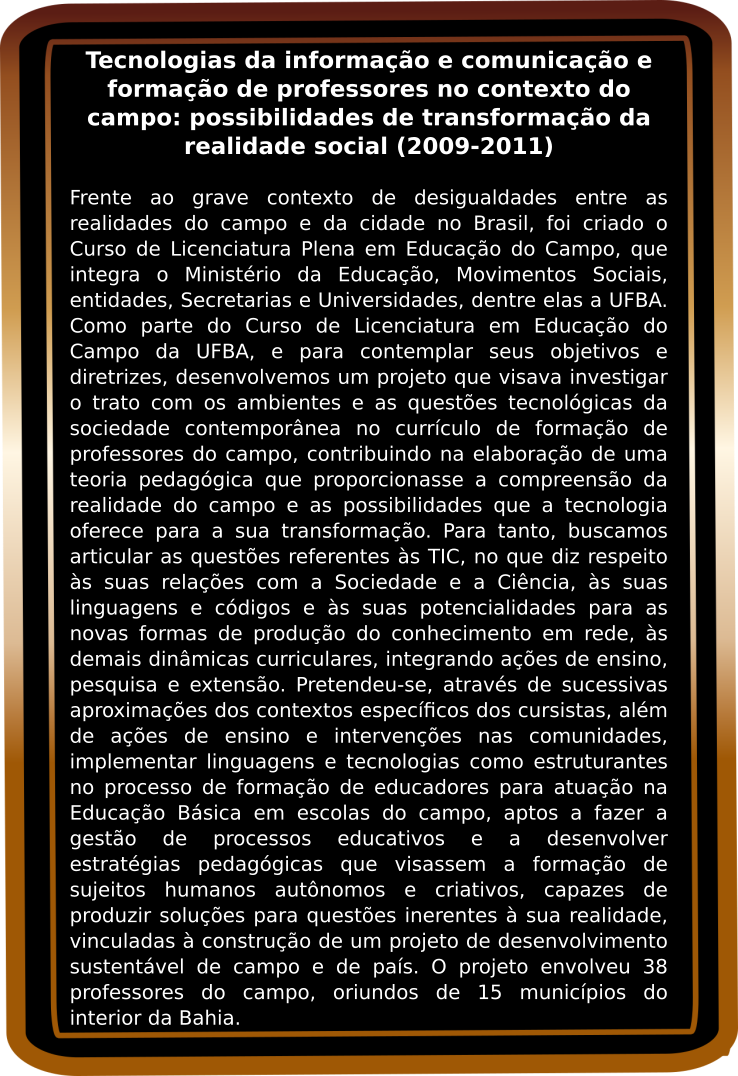 Tecnologias da informação e comunicação e
formação de professores no contexto do
campo: possibilidades de transformação da
realidade social (2009-2011)
Frente ao grave contexto de desigualdades entre as
realidades do campo e da cidade no Brasil, foi criado o
Curso de Licenciatura Plena em Educação do Campo, que
integra o Ministério da Educação, Movimentos Sociais,
entidades, Secretarias e Universidades, dentre elas a UFBA.
Como parte do Curso de Licenciatura em Educação do
Campo da UFBA, e para contemplar seus objetivos e
diretrizes, desenvolvemos um projeto que visava investigar
o trato com os ambientes e as questões tecnológicas da
sociedade contemporânea no currículo de formação de
professores do campo, contribuindo na elaboração de uma
teoria pedagógica que proporcionasse a compreensão da
realidade do campo e as possibilidades que a tecnologia
oferece para a sua transformação. Para tanto, buscamos
articular as questões referentes às TIC, no que diz respeito
às suas relações com a Sociedade e a Ciência, às suas
linguagens e códigos e às suas potencialidades para as
novas formas de produção do conhecimento em rede, às
demais dinâmicas curriculares, integrando ações de ensino,
pesquisa e extensão. Pretendeu-se, através de sucessivas
aproximações dos contextos específicos dos cursistas, além
de ações de ensino e intervenções nas comunidades,
implementar linguagens e tecnologias como estruturantes
no processo de formação de educadores para atuação na
Educação Básica em escolas do campo, aptos a fazer a
gestão de processos educativos e a desenvolver
estratégias pedagógicas que visassem a formação de
sujeitos humanos autônomos e criativos, capazes de
produzir soluções para questões inerentes à sua realidade,
vinculadas à construção de um projeto de desenvolvimento
sustentável de campo e de país. O projeto envolveu 38
professores do campo, oriundos de 15 municípios do
interior da Bahia.